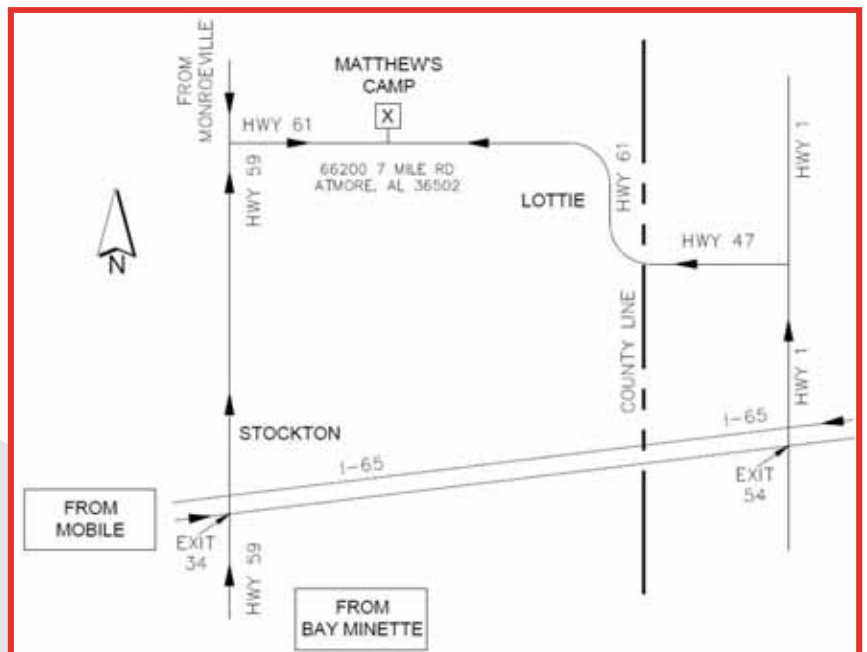 FROM
MONROEVILLE
MATTHEW'S
CAMP
X
HWY 61
66200 7 MILE RD
ATMORE, AL 36502
HWY 59
LOTTIE
HWY 61
HWY 1
HWY 47
N
COUNTY LINE
HWY 1
STOCKTON
I-65
I-65
EXIT
54
FROM
MOBILE
EXIT
34
HWY 59
FROM
BAY MINETTE